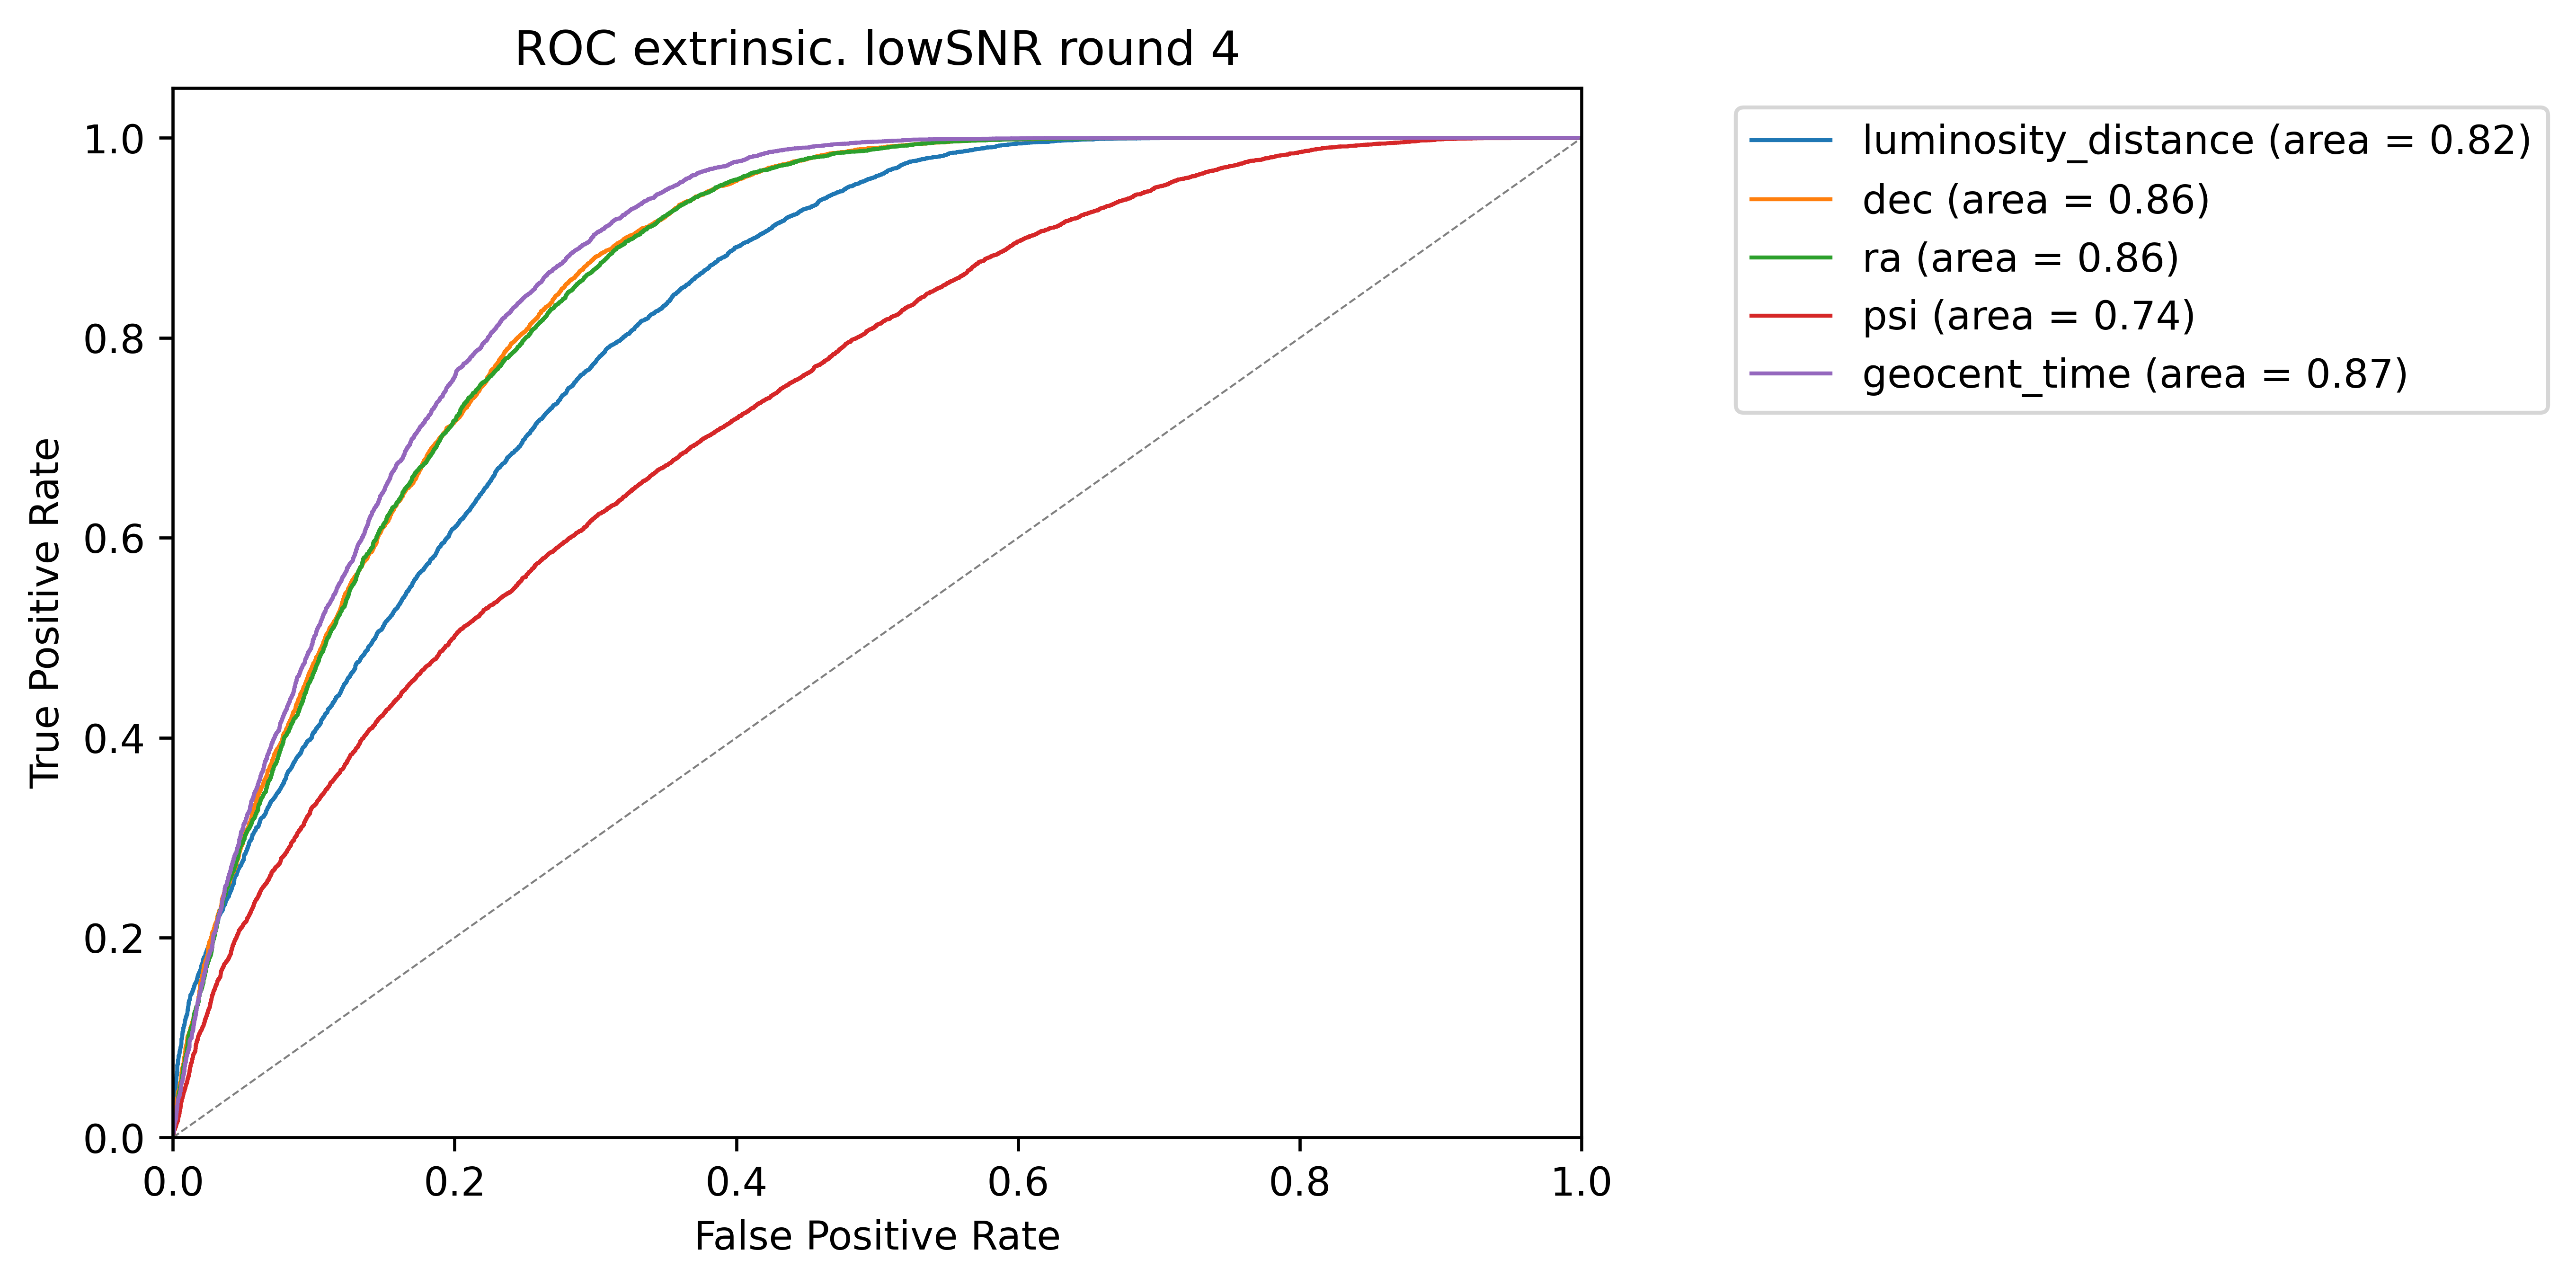 ROC extrinsic. lowSNR round 4
1.0
0.8
0.6
0.4
0.2
0.0
True Positive Rate
0.0 0.2 0.4 0.6 0.8 1.0
False Positive Rate
luminosity_distance (area = 0.82)
dec (area = 0.86)
ra (area = 0.86)
psi (area = 0.74)
geocent_time (area = 0.87)